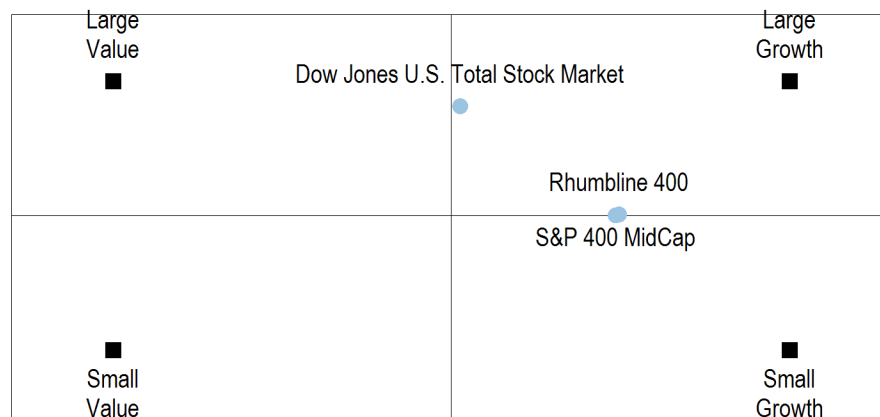 Large
Value
Large
Growth
Dow Jones U.S. Total Stock Market
Rhumbline 400
S&P 400 MidCap
Small
Value
Small
Growth